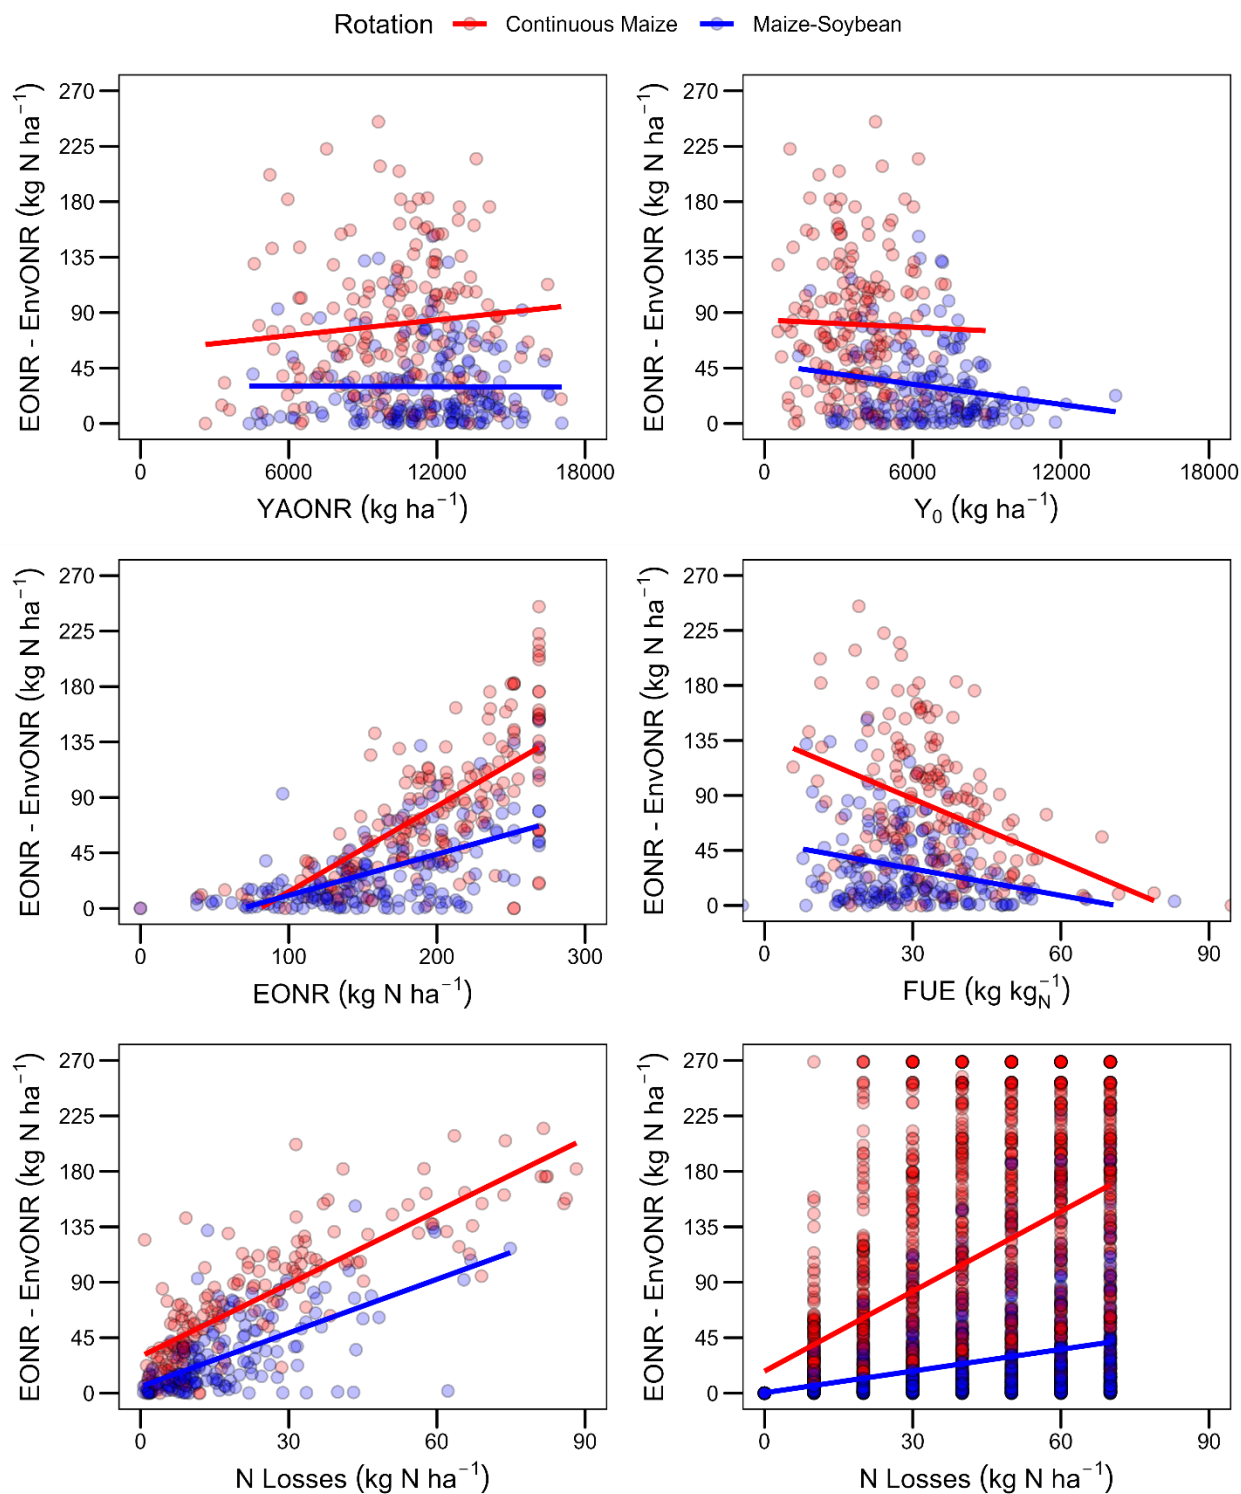 Rotation Continuous Maize Maize-Soybean
EONR - EnvONR (kg N ha⁻¹)
270
225
180
135
90
45
0
0 6000 12000 18000
YAONR (kg ha⁻¹)
EONR - EnvONR (kg N ha⁻¹)
270
225
180
135
90
45
0
0 6000 12000 18000
Y₀ (kg ha⁻¹)
EONR - EnvONR (kg N ha⁻¹)
270
225
180
135
90
45
0
0 100 200 300
EONR (kg N ha⁻¹)
EONR - EnvONR (kg N ha⁻¹)
270
225
180
135
90
45
0
0 30 60 90
FUE (kg kg_N⁻¹)
EONR - EnvONR (kg N ha⁻¹)
270
225
180
135
90
45
0
0 30 60 90
N Losses (kg N ha⁻¹)
EONR - EnvONR (kg N ha⁻¹)
270
225
180
135
90
45
0
0 30 60 90
N Losses (kg N ha⁻¹)